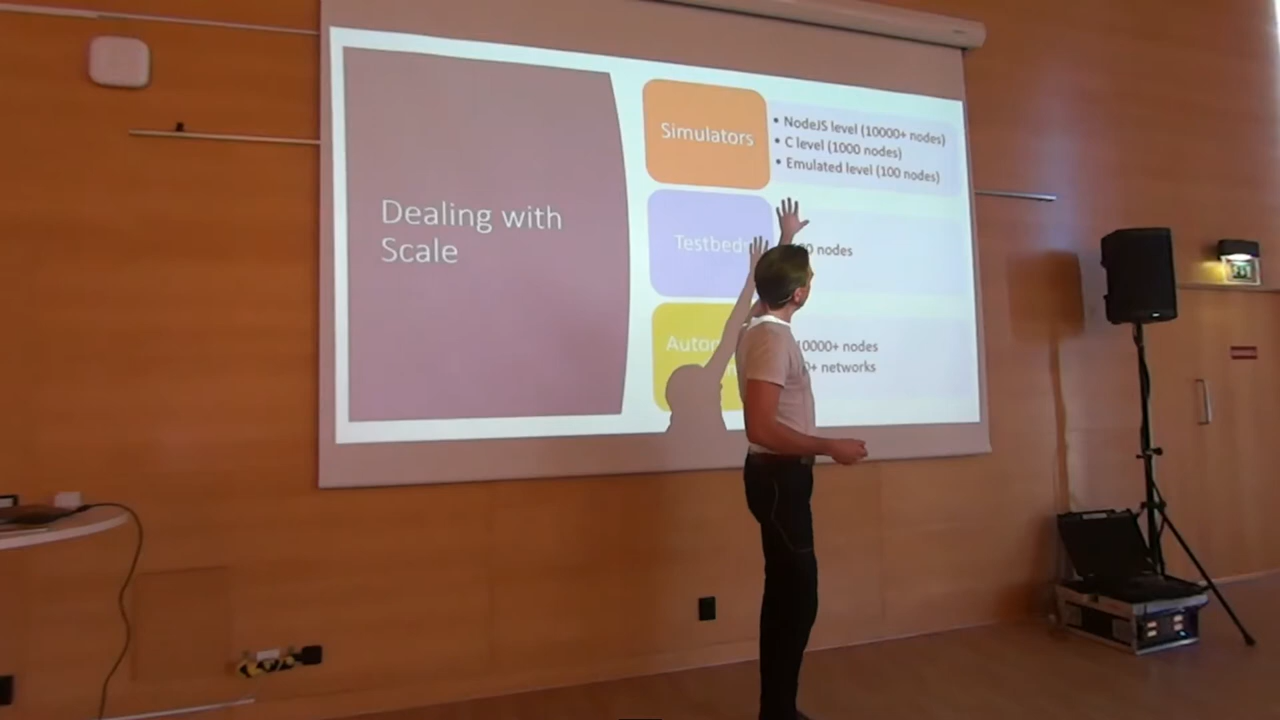 Dealing with
Scale
Simulators
• NodeJS level (10000+ nodes)
• C level (1000 nodes)
• Emulated level (100 nodes)
nodes
10000+ nodes
networks